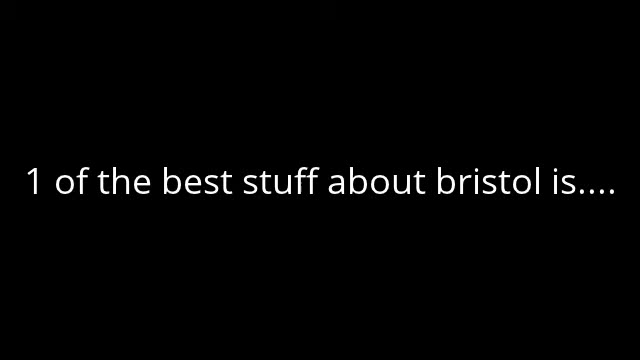 1 of the best stuff about bristol is....